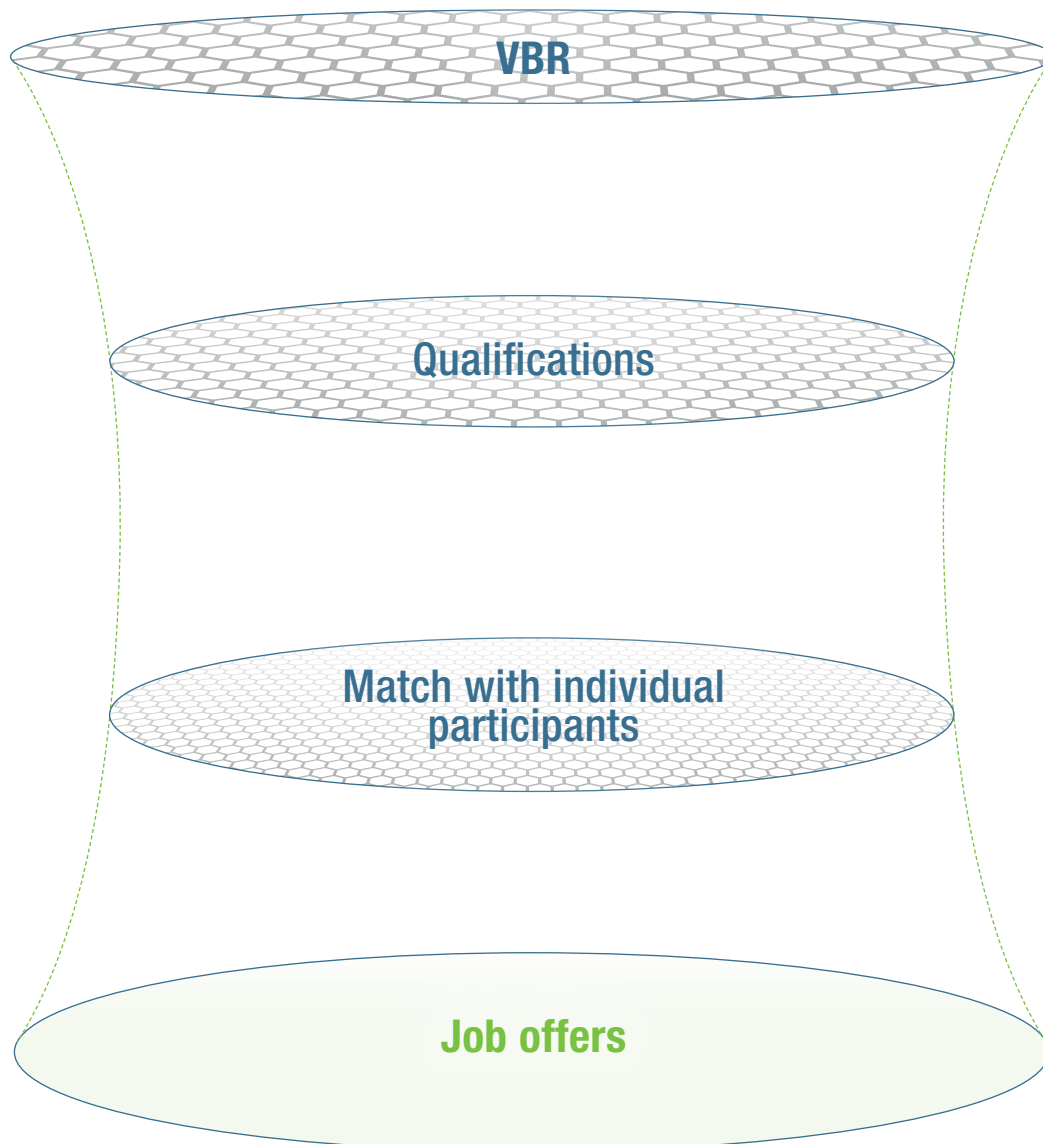 VBR
Qualifications
Match with individual
participants
Job offers